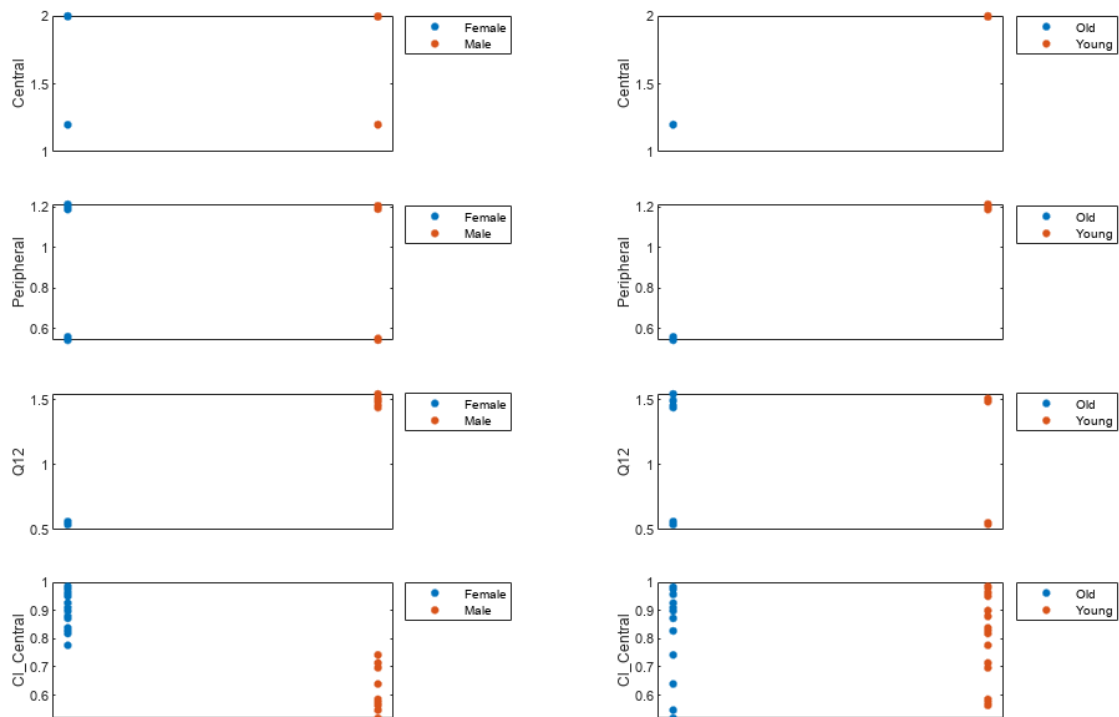 2
1.5
1
Central
Female
Male
2
1.5
1
Central
Old
Young
1.2
1
0.8
0.6
Peripheral
Female
Male
1.2
1
0.8
0.6
Peripheral
Old
Young
1.5
1
0.5
Q12
Female
Male
1.5
1
0.5
Q12
Old
Young
1
0.9
0.8
0.7
0.6
Cl_Central
Female
Male
1
0.9
0.8
0.7
0.6
Cl_Central
Old
Young